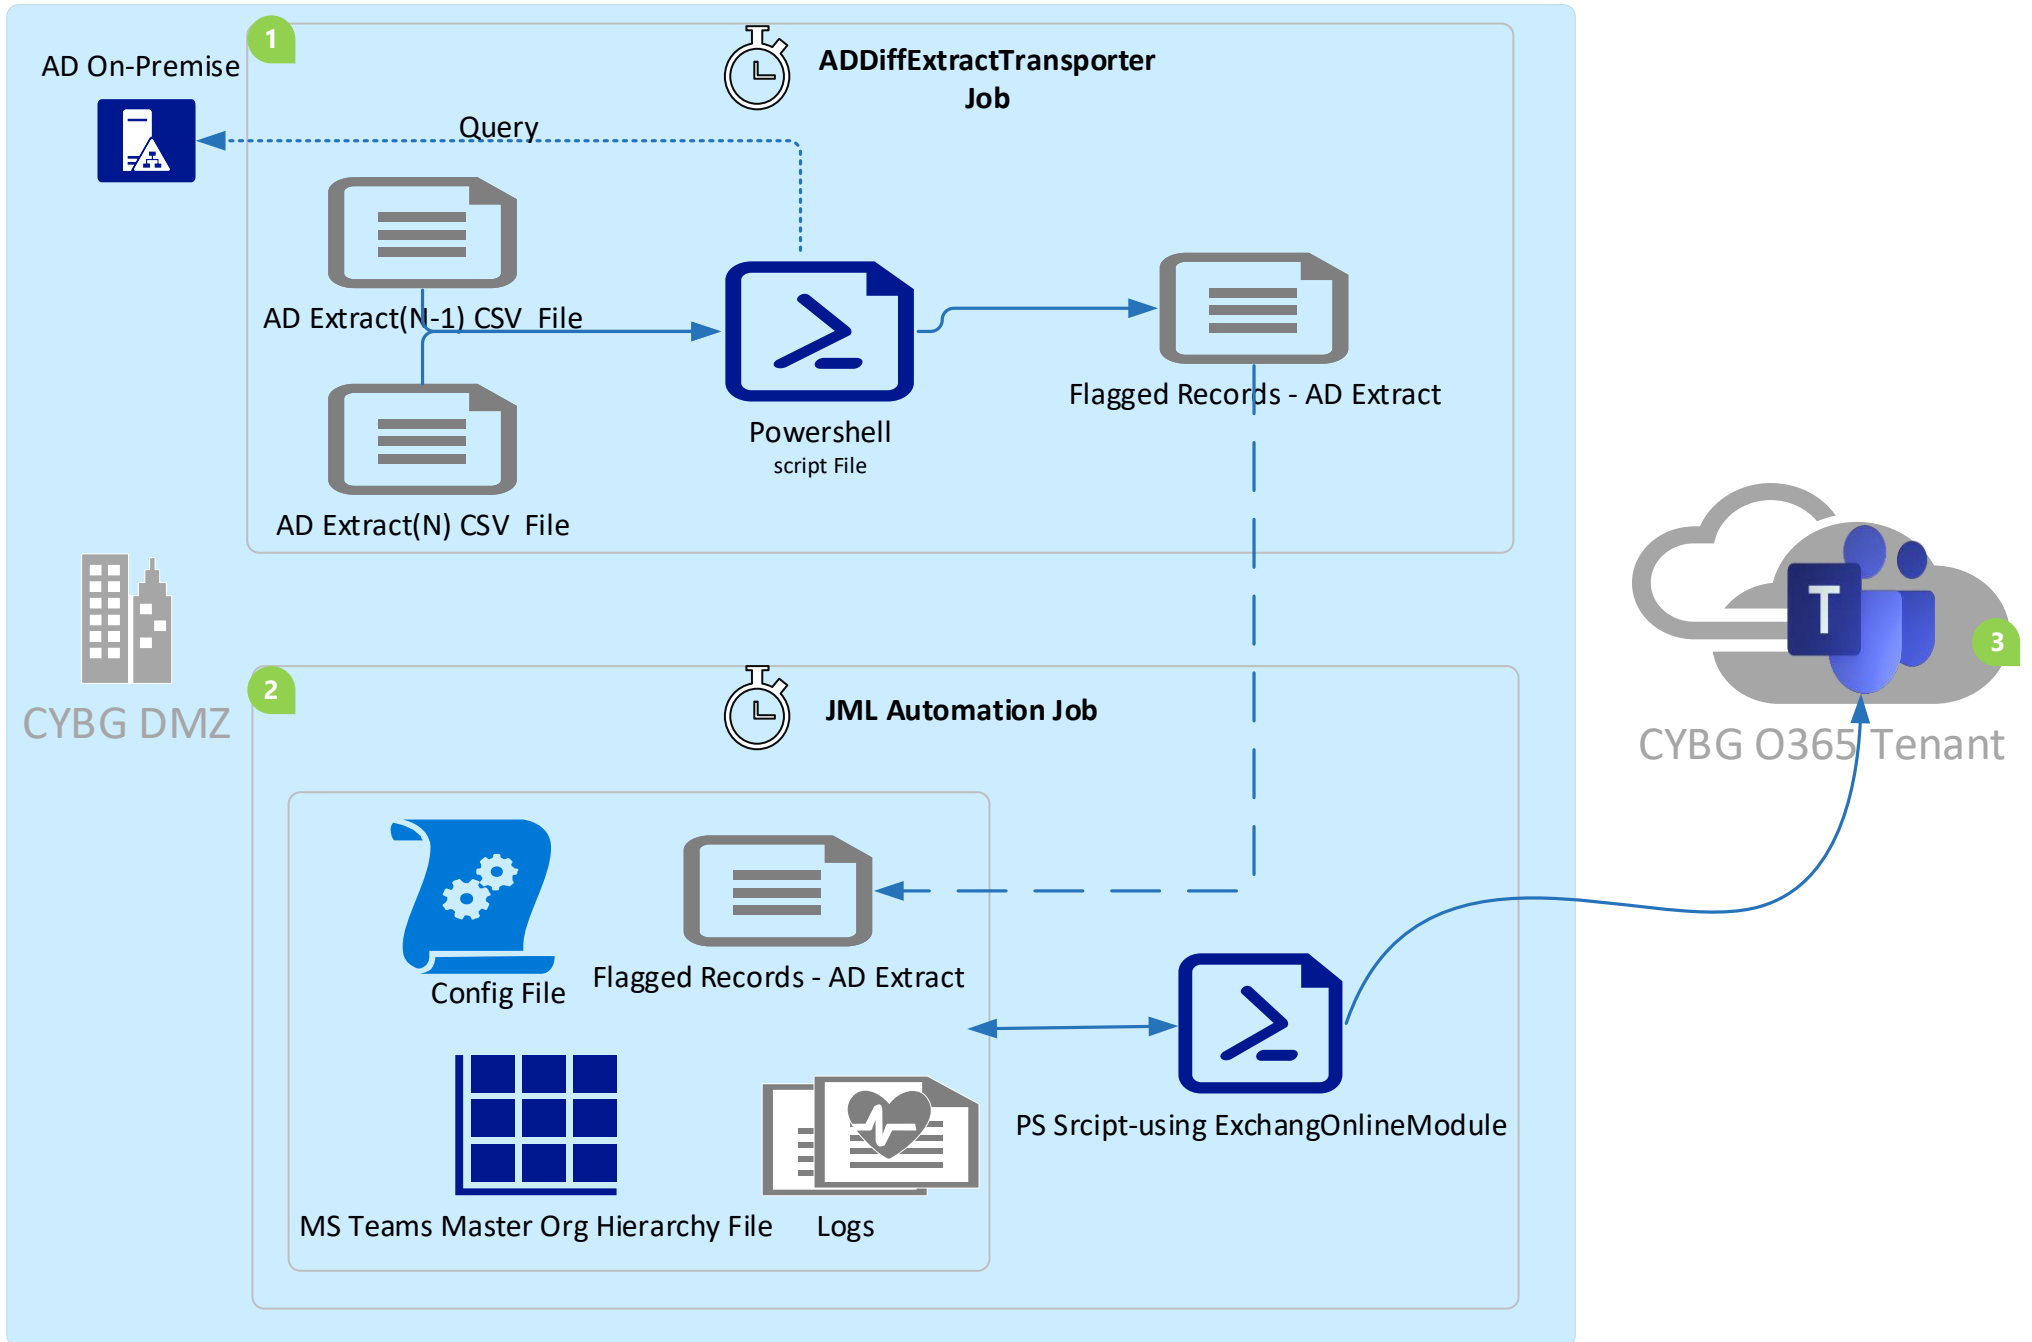 1
AD On-Premise
ADDiffExtractTransporter
Job
Query
AD Extract(N-1) CSV File
Flagged Records - AD Extract
Powershell
script File
AD Extract(N) CSV File
CYBG DMZ
T
3
CYBG O365 Tenant
2
JML Automation Job
Config File
Flagged Records - AD Extract
PS Srcipt-using ExchangOnlineModule
MS Teams Master Org Hierarchy File
Logs